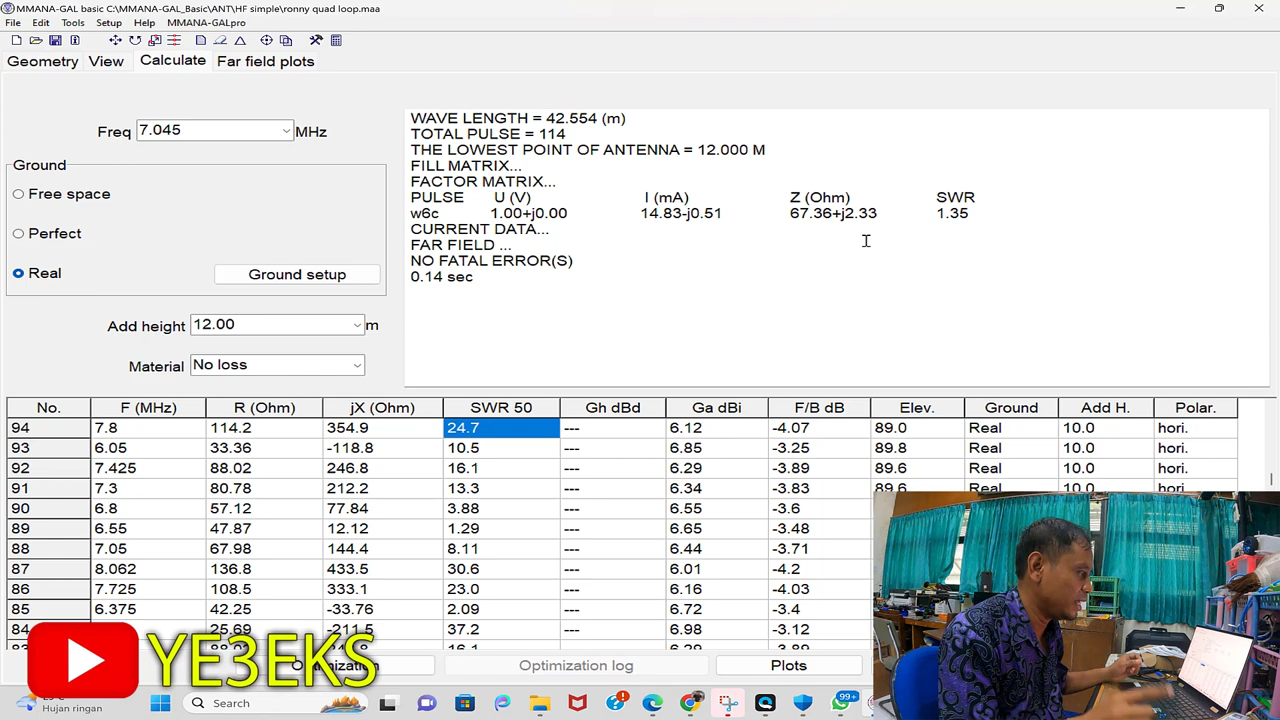 MMANA-GAL basic C:\MMANA-GAL_Basic\ANT\HF simple\ronny quad loop.maa
File Edit Tools Setup Help MMANA-GALpro
Geometry View Calculate Far field plots
Freq 7.045 MHz
Ground
Free space
Perfect
Real Ground setup
Add height 12.00 m
Material No loss
WAVE LENGTH = 42.554 (m)
TOTAL PULSE = 114
THE LOWEST POINT OF ANTENNA = 12.000 M
FILL MATRIX...
FACTOR MATRIX...
PULSE U (V) I (mA) Z (Ohm) SWR
w6c 1.00+j0.00 14.83-j0.51 67.36+j2.33 1.35
CURRENT DATA...
FAR FIELD ...
NO FATAL ERROR(S)
0.14 sec
No. F (MHz) R (Ohm) jX (Ohm) SWR 50 Gh dBd Ga dBi F/B dB Elev. Ground Add H. Polar.
94 7.8 114.2 354.9 24.7 --- 6.12 -4.07 89.0 Real 10.0 hori.
93 6.05 33.36 -118.8 10.5 --- 6.85 -3.25 89.8 Real 10.0 hori.
92 7.425 88.02 246.8 16.1 --- 6.29 -3.89 89.6 Real 10.0 hori.
91 7.3 80.78 212.2 13.3 --- 6.34 -3.83 89.6 Real 10.0 hori.
90 6.8 57.12 77.84 3.88 --- 6.55 -3.6
89 6.55 47.87 12.12 1.29 --- 6.65 -3.48
88 7.05 67.98 144.4 8.11 --- 6.41 -3.71
87 8.062 136.8 433.5 30.6 --- 6.01 -4.2
86 7.725 108.5 333.1 23.0 --- 6.16 -4.03
85 6.375 42.25 -33.76 2.09 --- 6.72 -3.4
84 25.69 -211.5 37.2 --- 6.98 -3.12
YE3EKS
Optimization log Plots
Hujan ringan
Search
99+